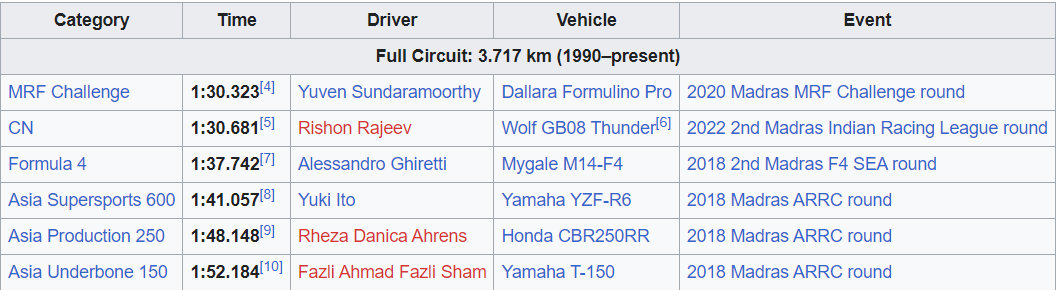 Category Time Driver Vehicle Event
Full Circuit: 3.717 km (1990–present)
MRF Challenge 1:30.323[4] Yuven Sundaramoorthy Dallara Formulino Pro 2020 Madras MRF Challenge round
CN 1:30.681[5] Rishon Rajeev Wolf GB08 Thunder[6] 2022 2nd Madras Indian Racing League round
Formula 4 1:37.742[7] Alessandro Ghiretti Mygale M14-F4 2018 2nd Madras F4 SEA round
Asia Supersports 600 1:41.057[8] Yuki Ito Yamaha YZF-R6 2018 Madras ARRC round
Asia Production 250 1:48.148[9] Rheza Danica Ahrens Honda CBR250RR 2018 Madras ARRC round
Asia Underbone 150 1:52.184[10] Fazli Ahmad Fazli Sham Yamaha T-150 2018 Madras ARRC round